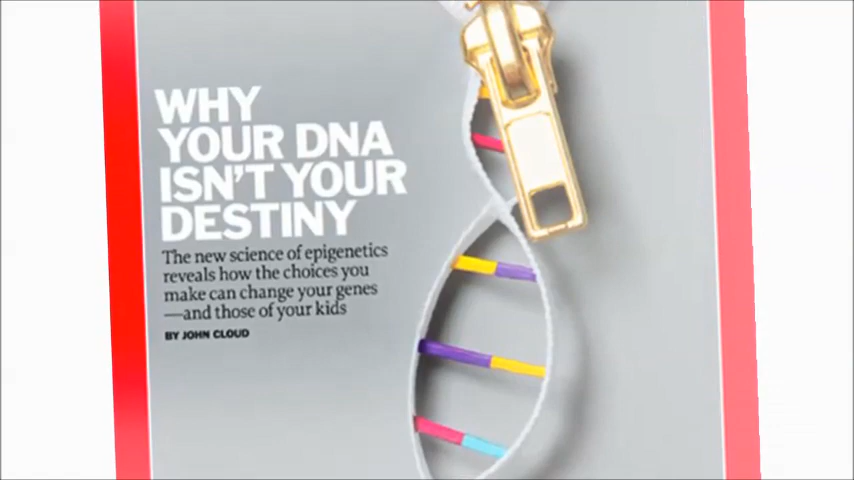 WHY
YOUR DNA
ISN'T YOUR
DESTINY
The new science of epigenetics
reveals how the choices you
make can change your genes
—and those of your kids
BY JOHN CLOUD